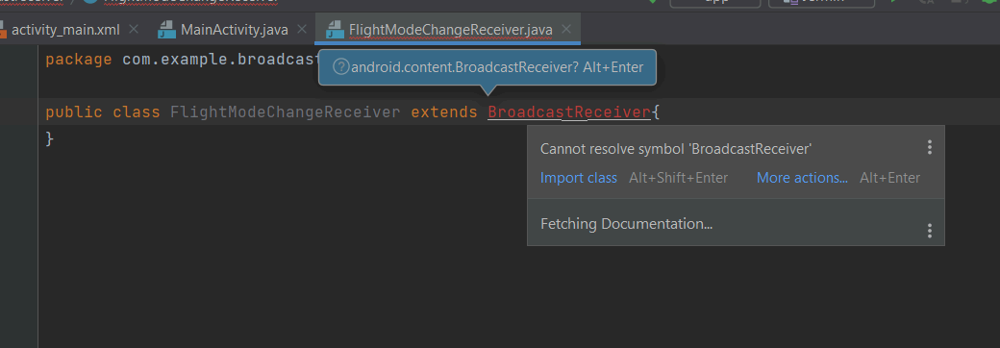 activity_main.xml MainActivity.java FlightModeChangeReceiver.java
package com.example.broadcast
android.content.BroadcastReceiver? Alt+Enter
public class FlightModeChangeReceiver extends BroadcastReceiver{
}
Cannot resolve symbol 'BroadcastReceiver'
Import class Alt+Shift+Enter More actions... Alt+Enter
Fetching Documentation...